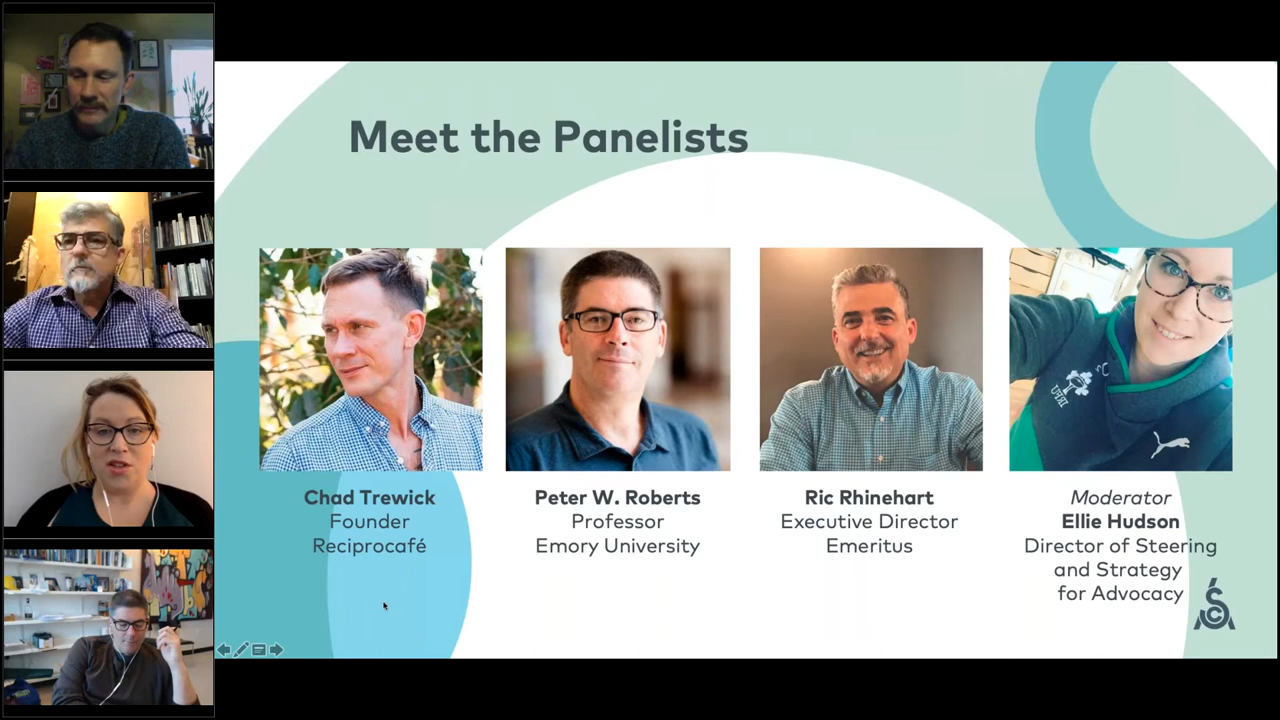 Meet the Panelists
Chad Trewick
Founder
Reciprocafé
Peter W. Roberts
Professor
Emory University
Ric Rhinehart
Executive Director
Emeritus
Moderator
Ellie Hudson
Director of Steering
and Strategy
for Advocacy